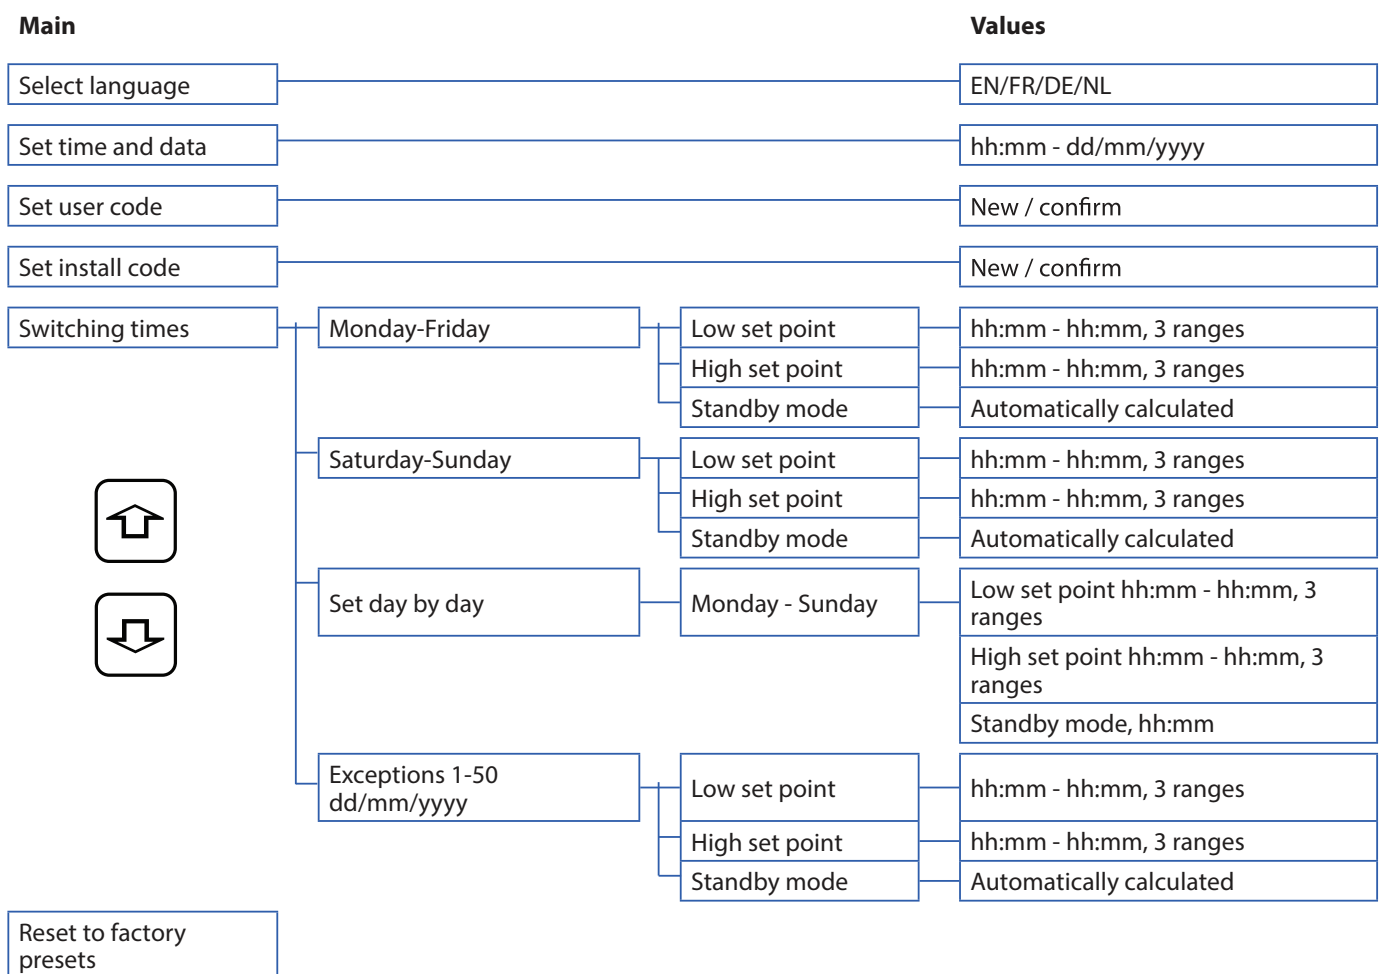 Main Values
Select language EN/FR/DE/NL
Set time and data hh:mm - dd/mm/yyyy
Set user code New / confirm
Set install code New / confirm
Switching times Monday-Friday Low set point hh:mm - hh:mm, 3 ranges
High set point hh:mm - hh:mm, 3 ranges
Standby mode Automatically calculated
Saturday-Sunday Low set point hh:mm - hh:mm, 3 ranges
High set point hh:mm - hh:mm, 3 ranges
Standby mode Automatically calculated
Set day by day Monday - Sunday Low set point hh:mm - hh:mm, 3
ranges
High set point hh:mm - hh:mm, 3
ranges
Standby mode, hh:mm
Exceptions 1-50
dd/mm/yyyy
Low set point hh:mm - hh:mm, 3 ranges
High set point hh:mm - hh:mm, 3 ranges
Standby mode Automatically calculated
Reset to factory
presets